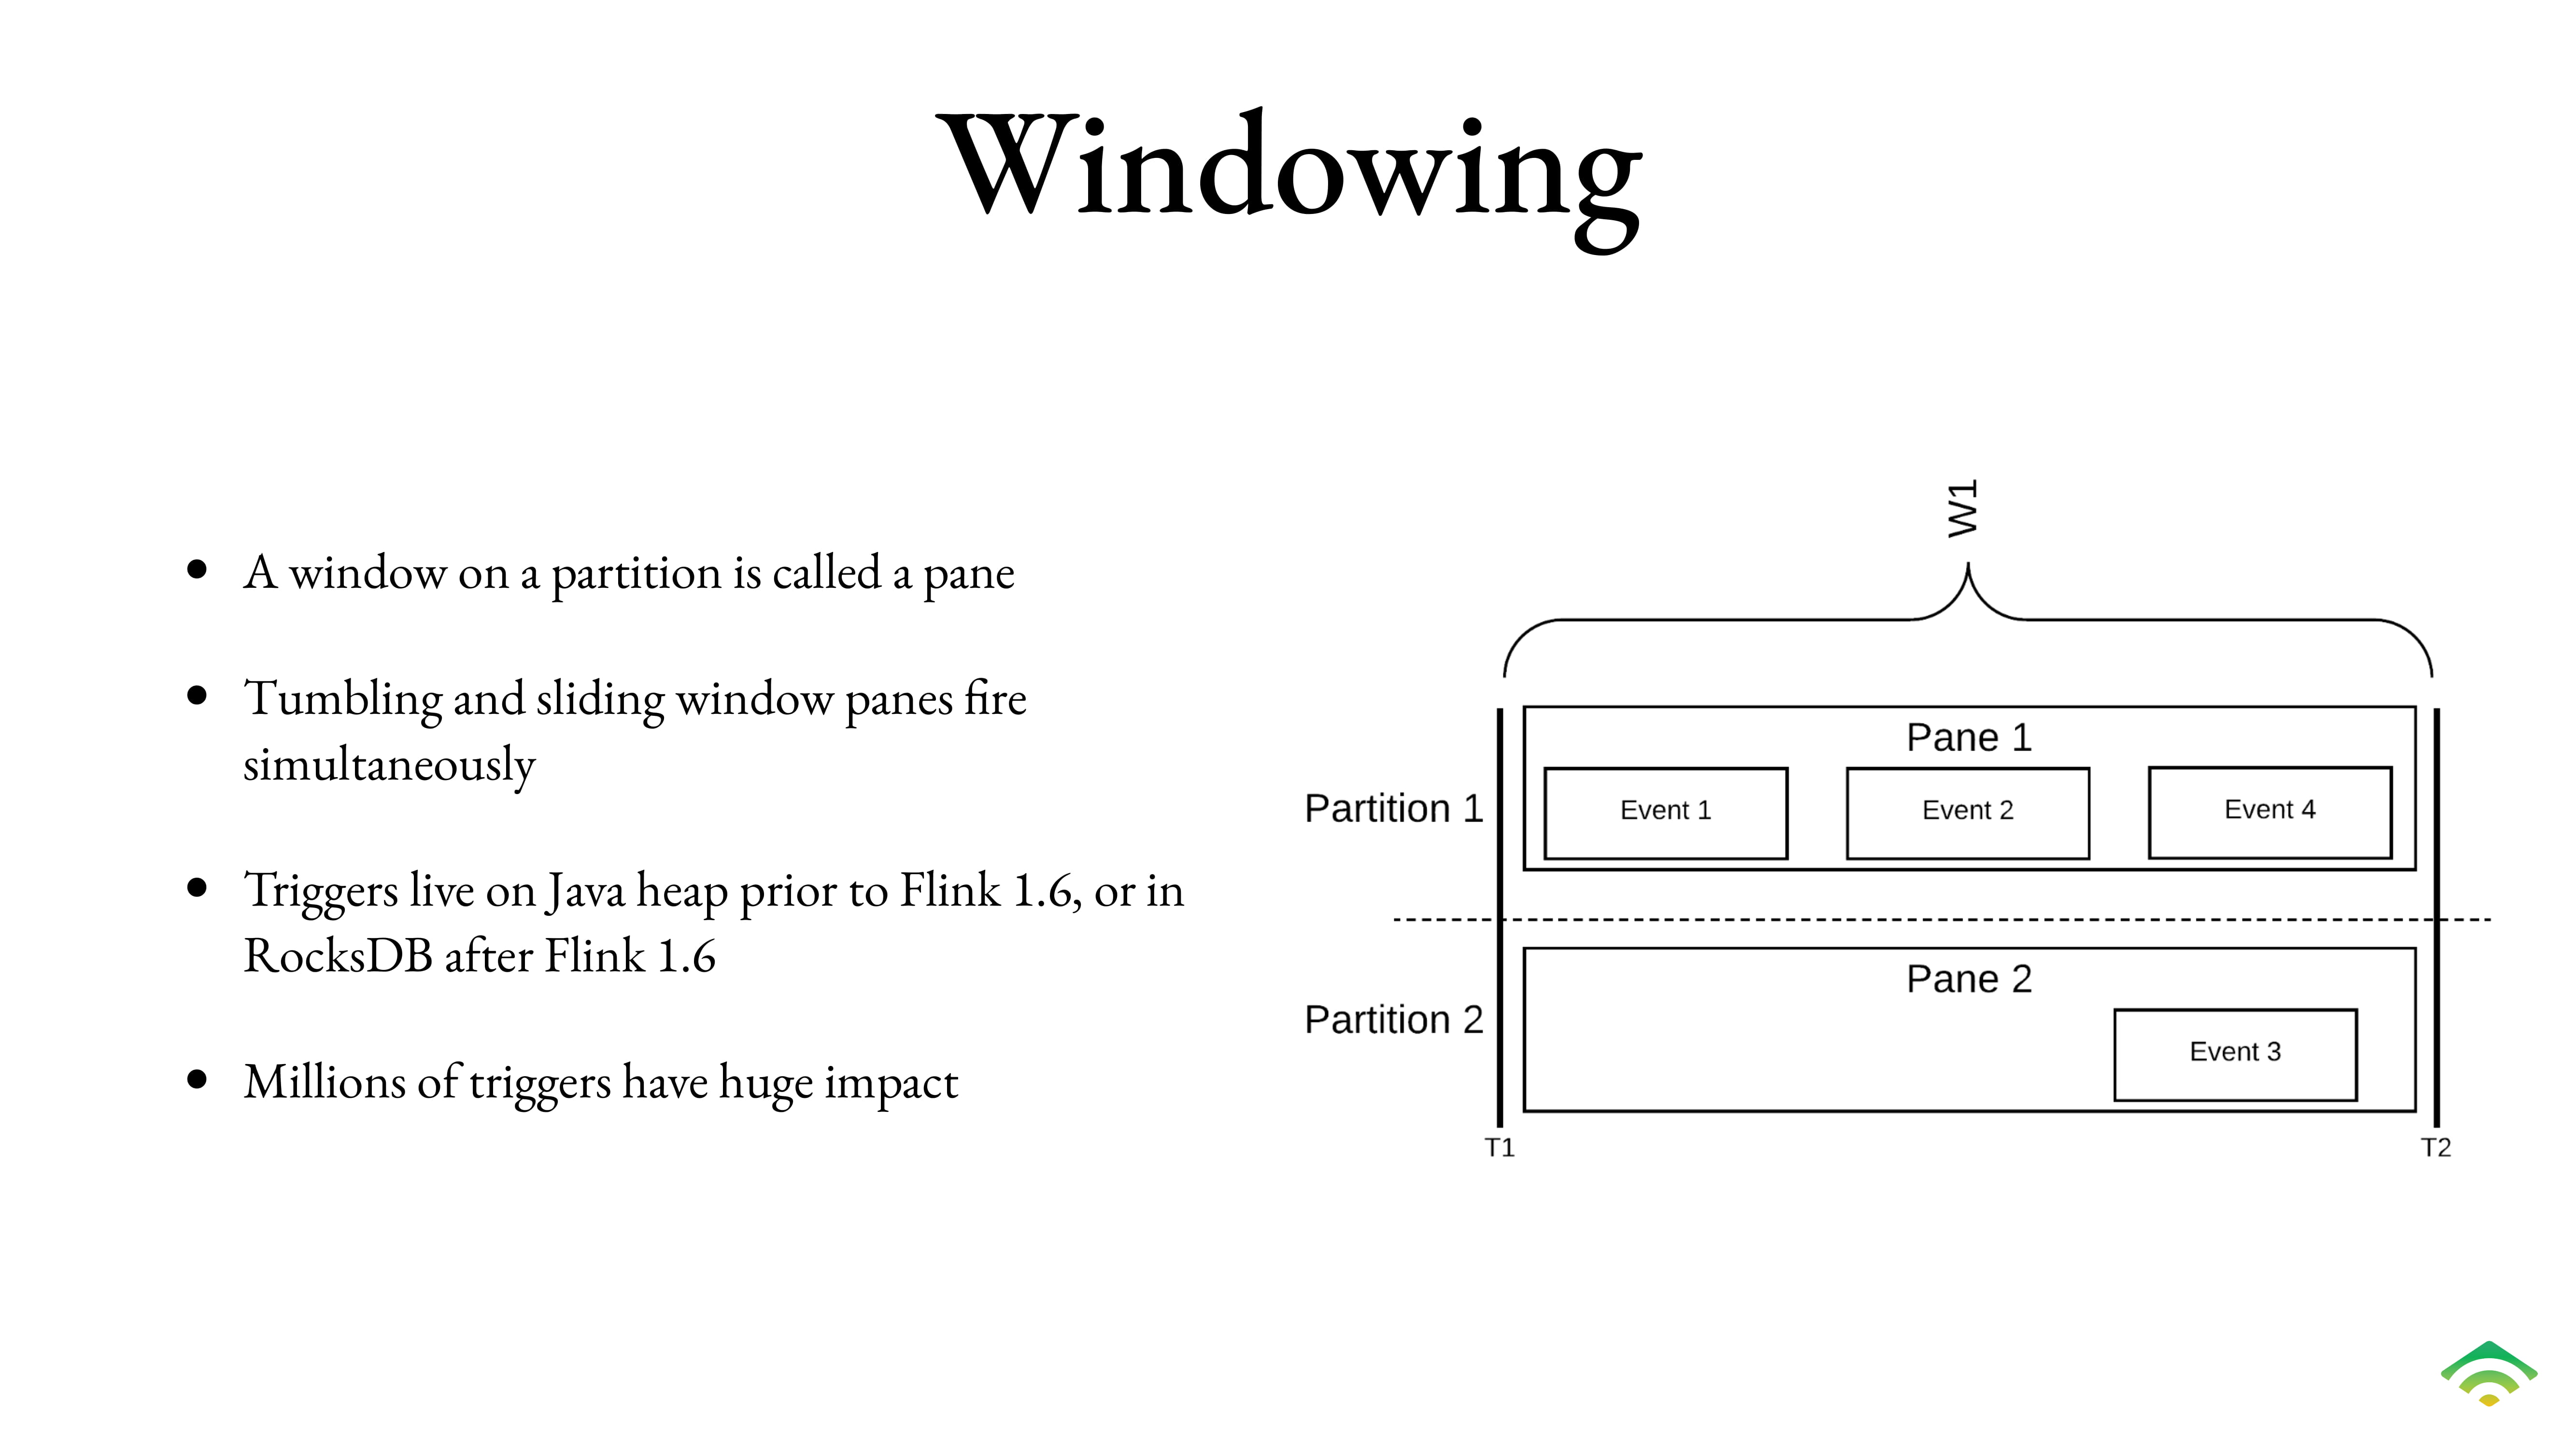 Windowing
A window on a partition is called a pane
Tumbling and sliding window panes fire
simultaneously
Triggers live on Java heap prior to Flink 1.6, or in
RocksDB after Flink 1.6
Millions of triggers have huge impact
W1
Pane 1
Partition 1
Event 1
Event 2
Event 4
Pane 2
Partition 2
Event 3
T1
T2